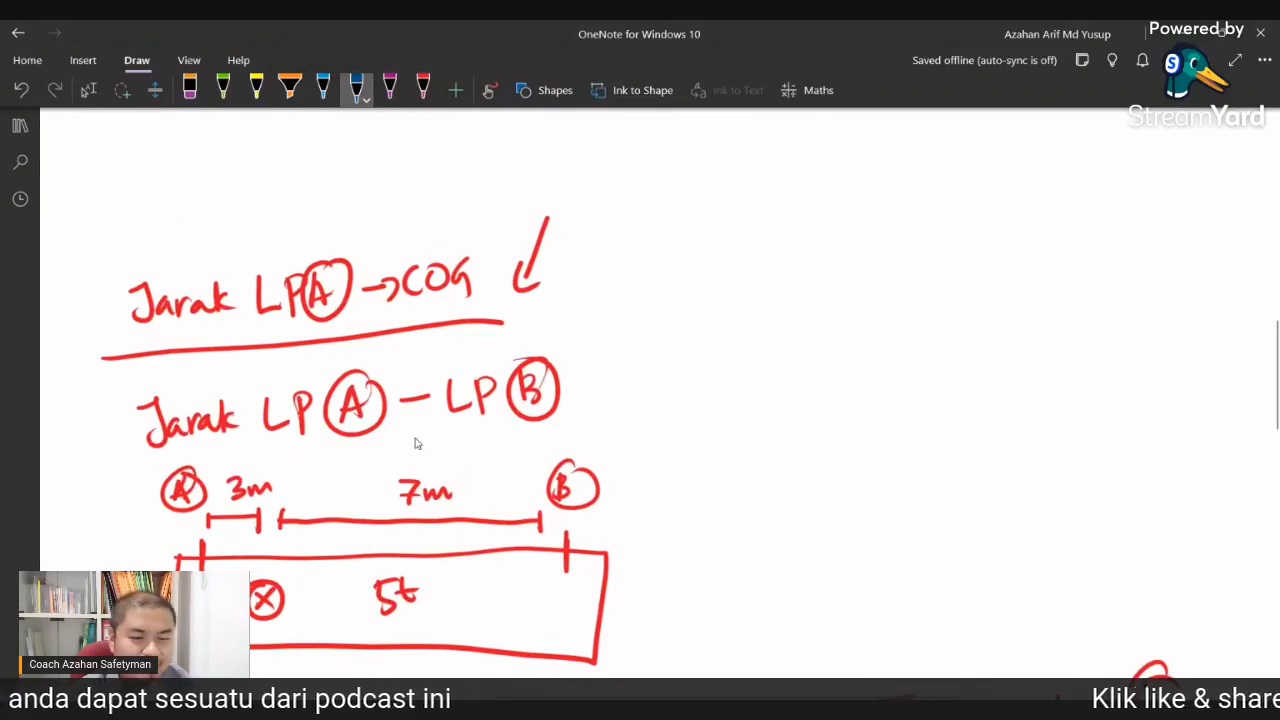 OneNote for Windows 10
Azahan Arif Md Yusup
Powered by
StreamYard
Home Insert Draw View Help
Saved offline (auto-sync is off)
Shapes Ink to Shape Ink to Text Maths
Jarak LPA → COG
Jarak LP A - LP B
A 3m 7m B
X 5t
Coach Azahan Safetyman
anda dapat sesuatu dari podcast ini
Klik like & share